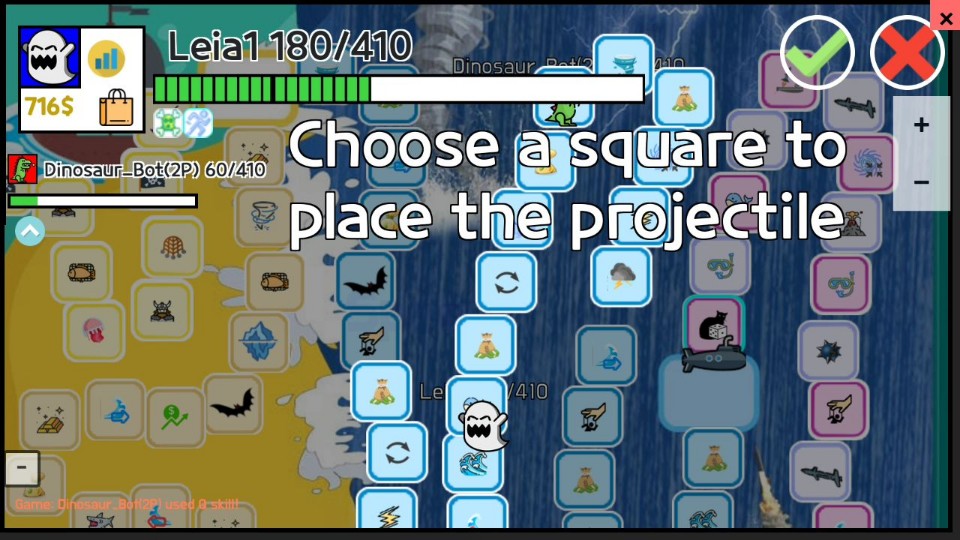 Leia1 180/410
716$
Dinosaur_Bot(2P) 60/410
Choose a square to
place the projectile
Game: Dinosaur_Bot(2P) used a skill!